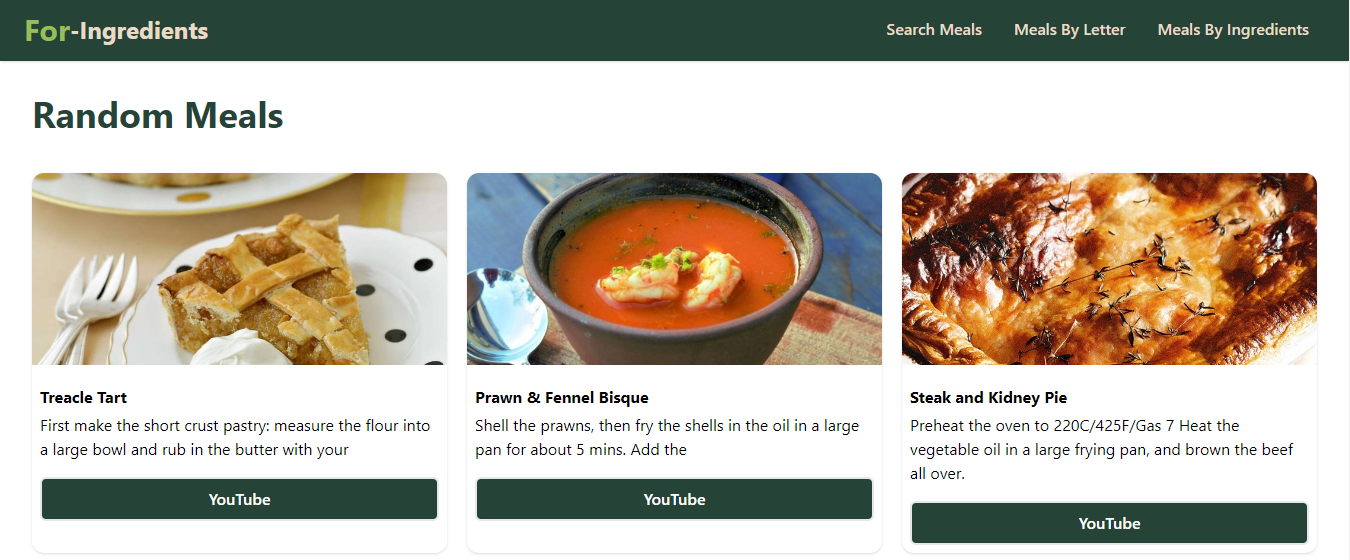 For-Ingredients
Search Meals
Meals By Letter
Meals By Ingredients
Random Meals
Treacle Tart
First make the short crust pastry: measure the flour into
a large bowl and rub in the butter with your
YouTube
Prawn & Fennel Bisque
Shell the prawns, then fry the shells in the oil in a large
pan for about 5 mins. Add the
YouTube
Steak and Kidney Pie
Preheat the oven to 220C/425F/Gas 7 Heat the
vegetable oil in a large frying pan, and brown the beef
all over.
YouTube